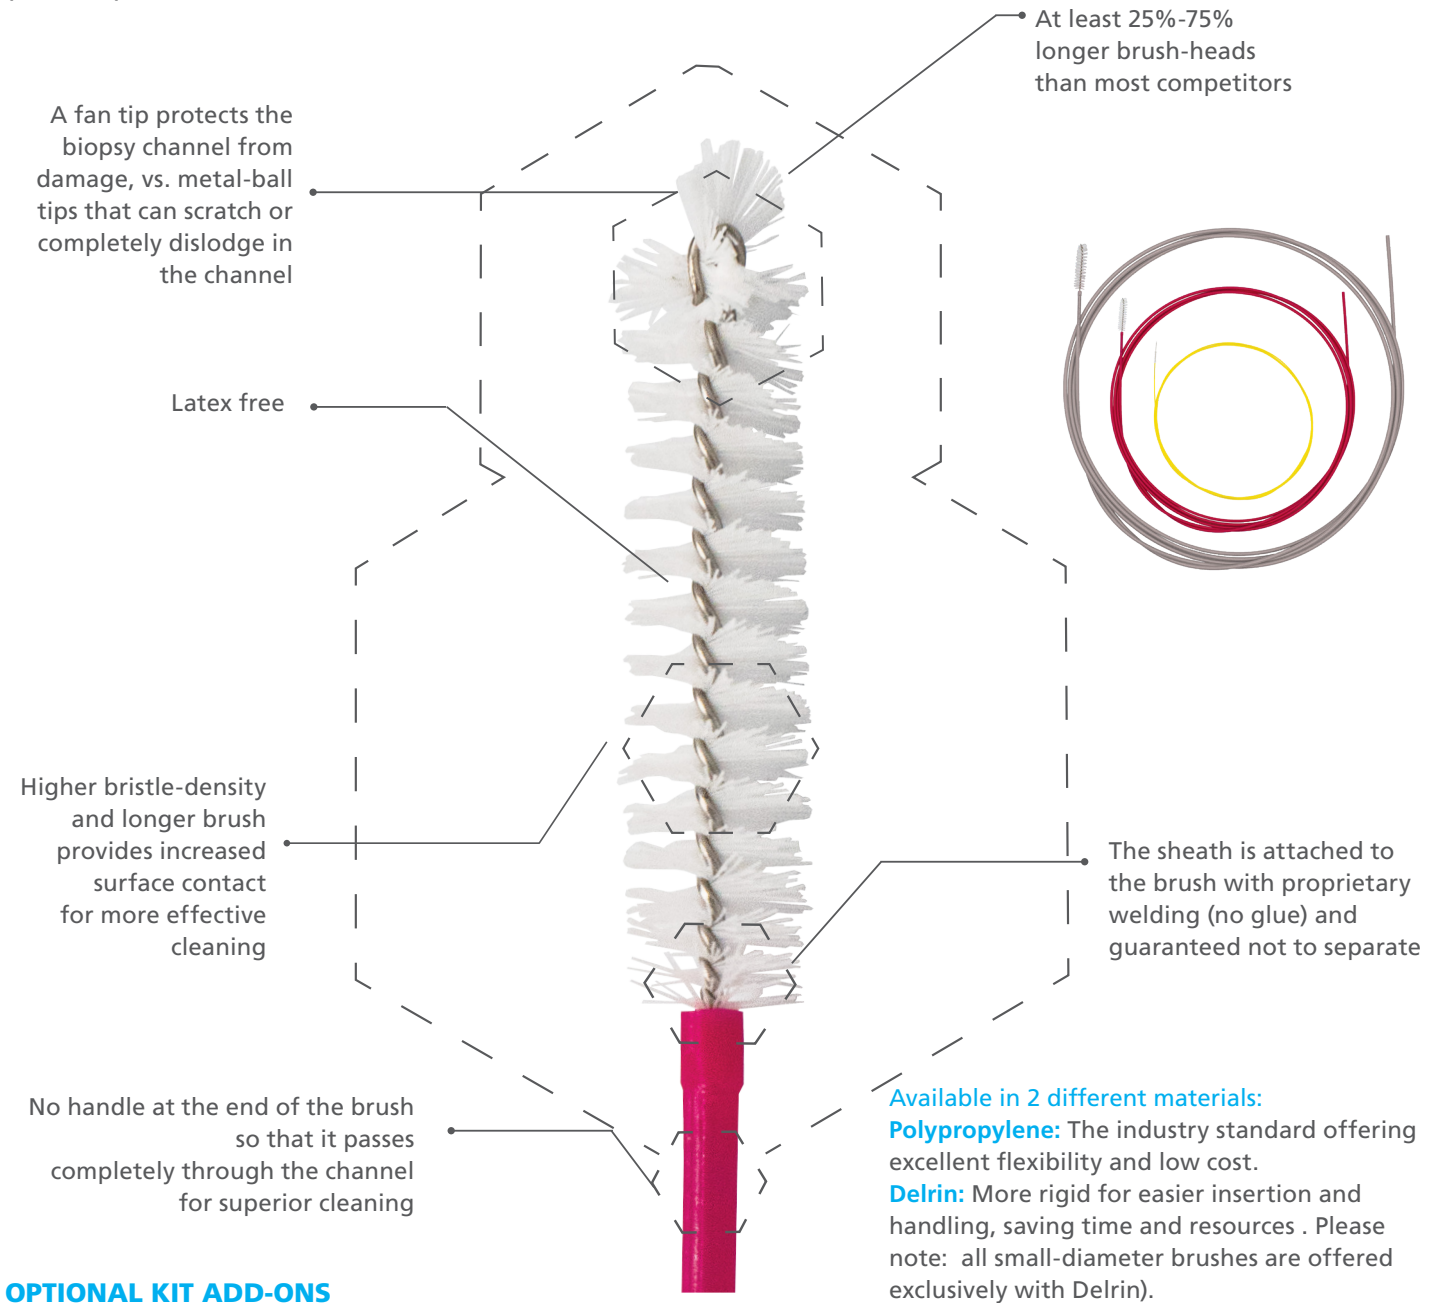 At least 25%-75%
longer brush-heads
than most competitors
A fan tip protects the
biopsy channel from
damage, vs. metal-ball
tips that can scratch or
completely dislodge in
the channel
Latex free
Higher bristle-density
and longer brush
provides increased
surface contact
for more effective
cleaning
The sheath is attached to
the brush with proprietary
welding (no glue) and
guaranteed not to separate
No handle at the end of the brush
so that it passes
completely through the channel
for superior cleaning
Available in 2 different materials:
Polypropylene: The industry standard offering
excellent flexibility and low cost.
Delrin: More rigid for easier insertion and
handling, saving time and resources . Please
note:  all small-diameter brushes are offered
exclusively with Delrin).
OPTIONAL KIT ADD-ONS